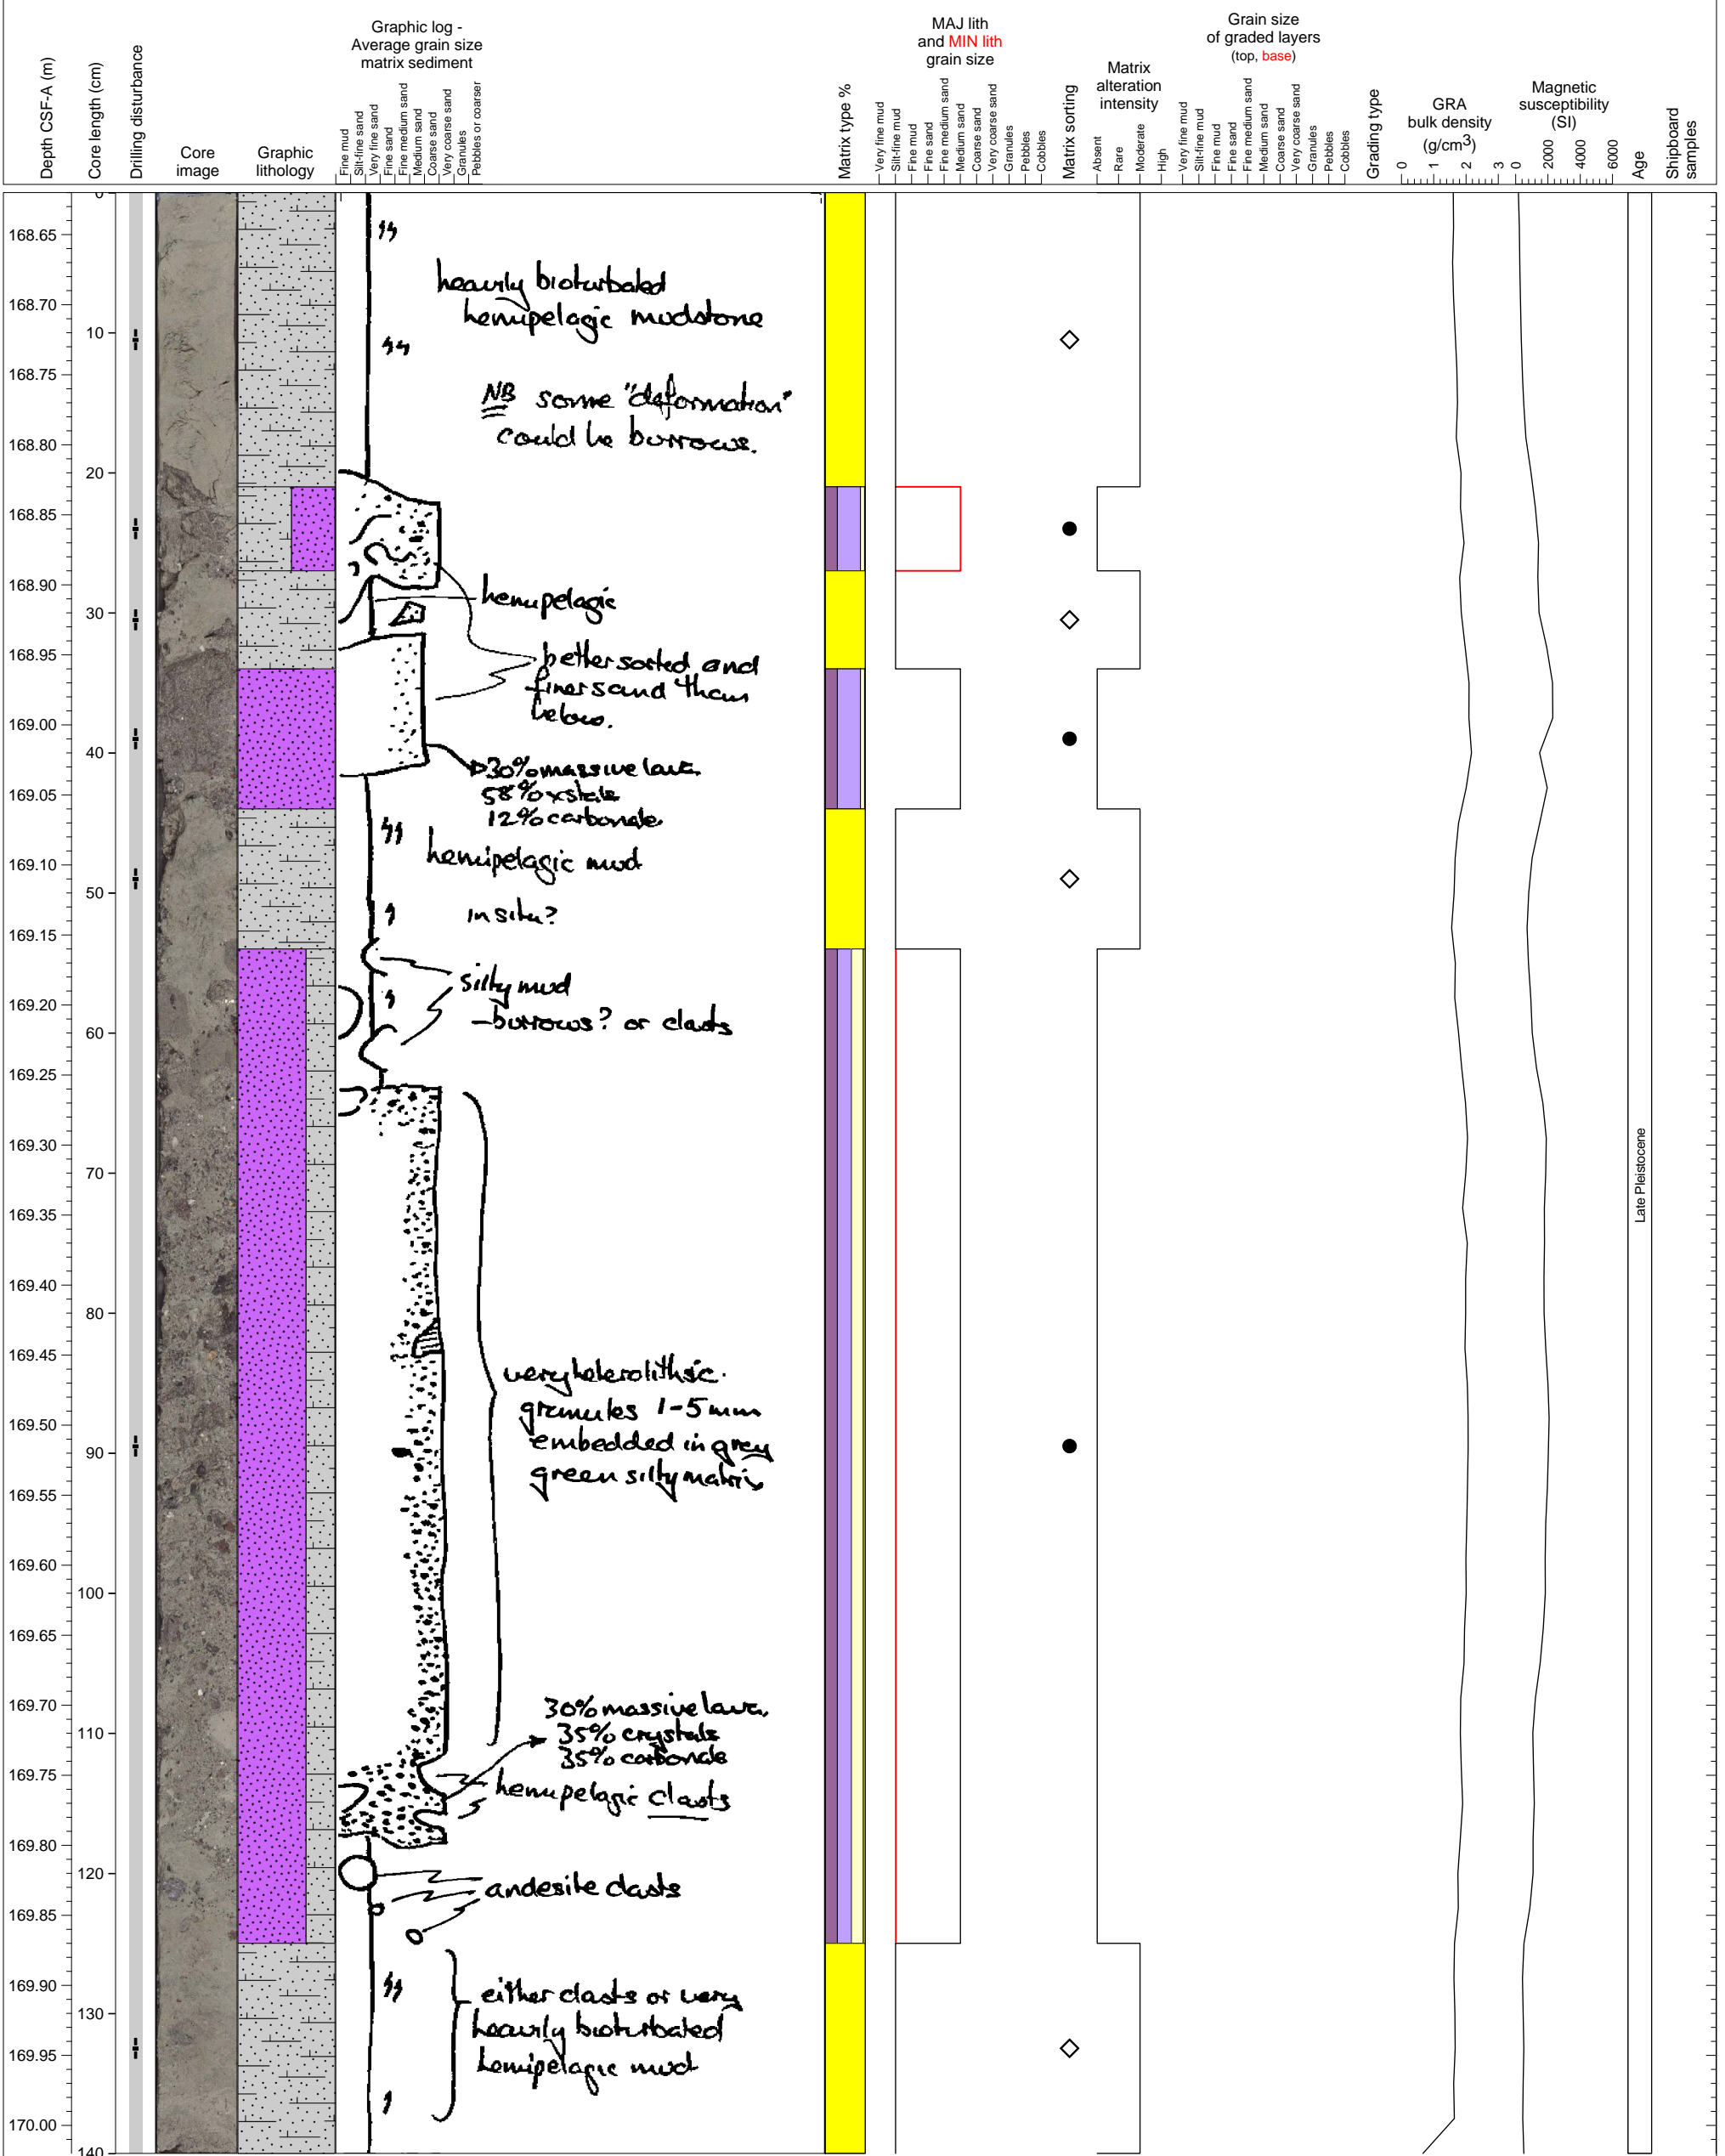 Depth CSF-A (m)
Core length (cm)
Drilling disturbance
Core
image
Graphic
lithology
Graphic log -
Average grain size
matrix sediment
Fine mud
Silt-fine sand
Very fine sand
Fine sand
Fine medium sand
Medium sand
Coarse sand
Very coarse sand
Granules
Pebbles or coarser
Matrix type %
MAJ lith
and MIN lith
grain size
Very fine mud
Silt-fine mud
Fine mud
Fine sand
Fine medium sand
Medium sand
Coarse sand
Very coarse sand
Granules
Pebbles
Cobbles
Matrix sorting
Matrix
alteration
intensity
Absent
Rare
Moderate
High
Grain size
of graded layers
(top, base)
Very fine mud
Silt-fine mud
Fine mud
Fine sand
Fine medium sand
Medium sand
Coarse sand
Very coarse sand
Granules
Pebbles
Cobbles
Grading type
GRA
bulk density
(g/cm3)
0 1 2 3
Magnetic
susceptibility
(SI)
0 2000 4000 6000
Age
Shipboard
samples
168.65
168.70
168.75
168.80
168.85
168.90
168.95
169.00
169.05
169.10
169.15
169.20
169.25
169.30
169.35
169.40
169.45
169.50
169.55
169.60
169.65
169.70
169.75
169.80
169.85
169.90
169.95
170.00
0
10
20
30
40
50
60
70
80
90
100
110
120
130
140
heavily bioturbated
hemipelagic mudstone
NB some "deformation"
could be burrows.
hemipelagic
better sorted and
finer sand than
below.
30% massive lava.
58% xstals
12% carbonate
hemipelagic mud
in situ?
silty mud
- burrows? or clasts
very heterolithic.
granules 1-5 mm
embedded in grey
green silty matrix
30% massive lava,
35% crystals
35% carbonate
hemipelagic clasts
andesite clasts
either clasts or very
heavily bioturbated
hemipelagic mud
Late Pleistocene